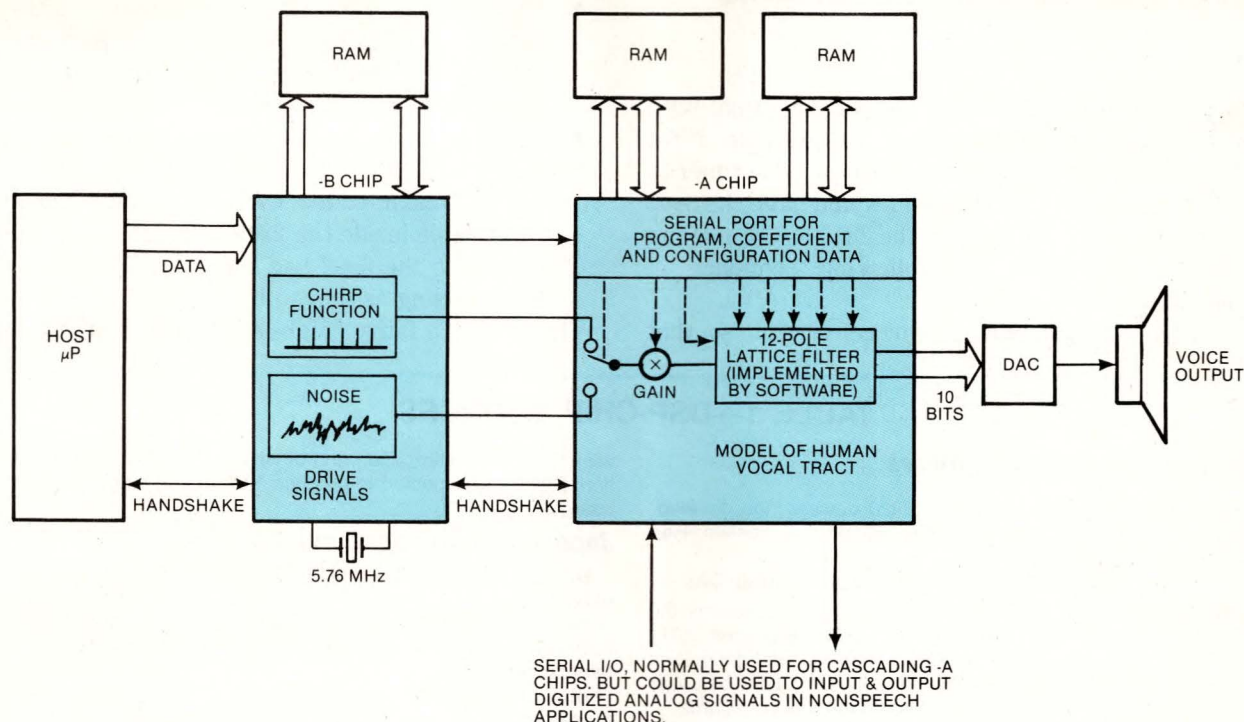 RAM
RAM
RAM
-B CHIP
-A CHIP
HOST
µP
DATA
HANDSHAKE
CHIRP
FUNCTION
NOISE
DRIVE
SIGNALS
5.76 MHz
HANDSHAKE
SERIAL PORT FOR
PROGRAM, COEFFICIENT
AND CONFIGURATION DATA
GAIN
12-POLE
LATTICE FILTER
(IMPLEMENTED
BY SOFTWARE)
MODEL OF HUMAN
VOCAL TRACT
10
BITS
DAC
VOICE
OUTPUT
SERIAL I/O, NORMALLY USED FOR CASCADING -A
CHIPS. BUT COULD BE USED TO INPUT & OUTPUT
DIGITIZED ANALOG SIGNALS IN NONSPEECH
APPLICATIONS.